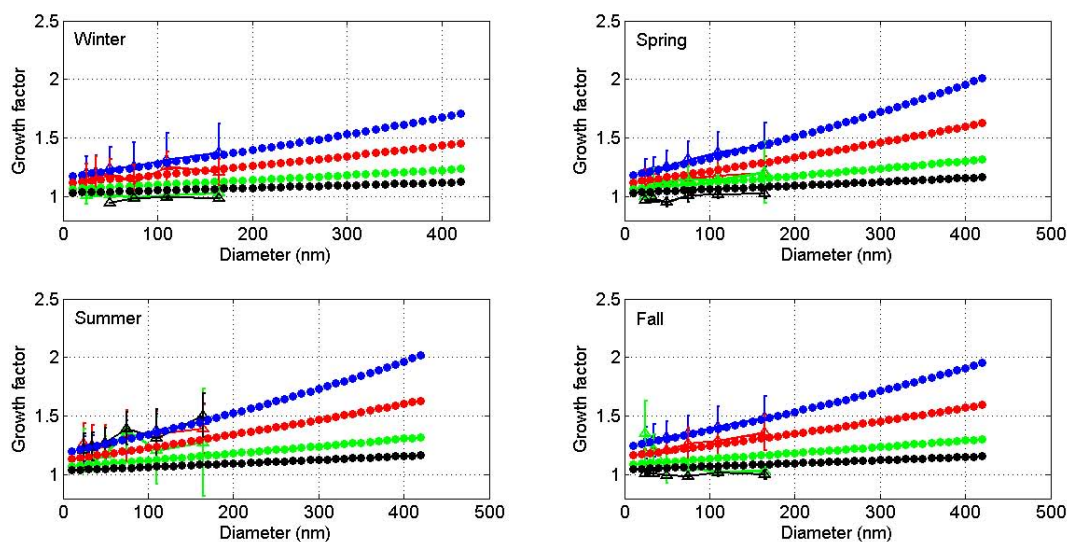 2.5 2 1.5 1
Growth factor
Winter
0 100 200 300 400
Diameter (nm)
2.5 2 1.5 1
Growth factor
Spring
0 100 200 300 400 500
Diameter (nm)
2.5 2 1.5 1
Growth factor
Summer
0 100 200 300 400 500
Diameter (nm)
2.5 2 1.5 1
Growth factor
Fall
0 100 200 300 400 500
Diameter (nm)